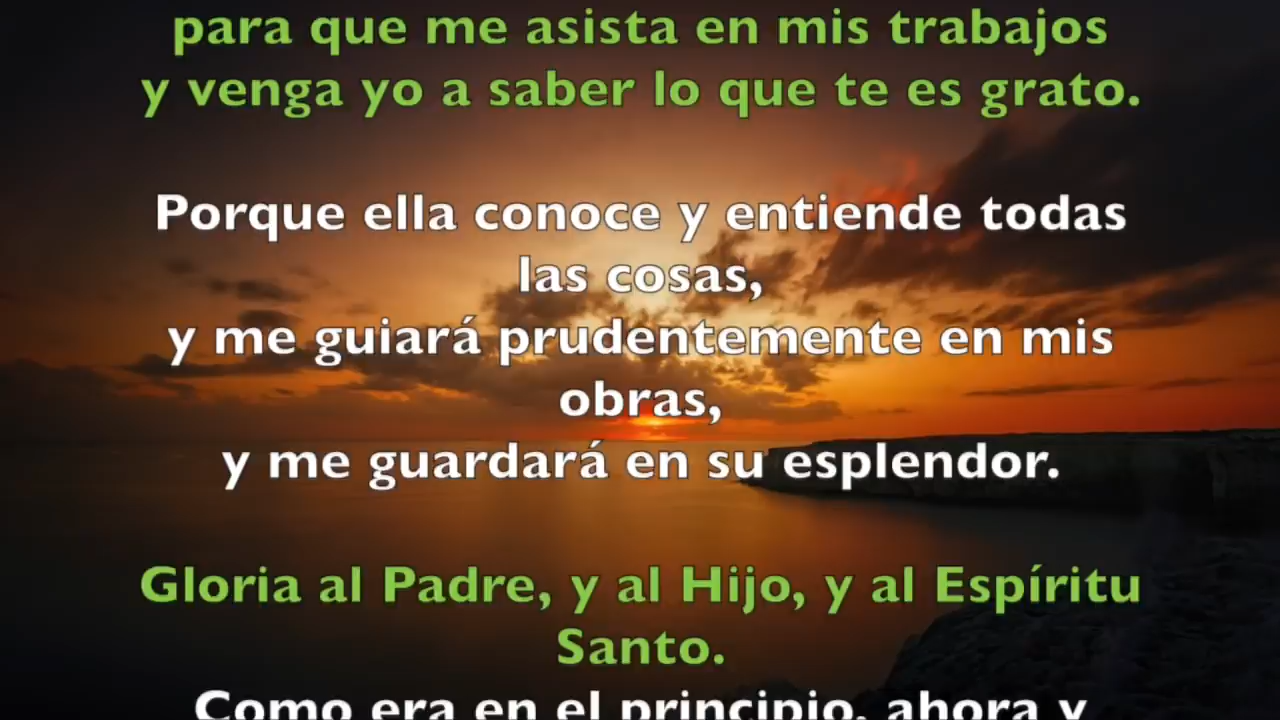 para que me asista en mis trabajos
y venga yo a saber lo que te es grato.
Porque ella conoce y entiende todas
las cosas,
y me guiará prudentemente en mis
obras,
y me guardará en su esplendor.
Gloria al Padre, y al Hijo, y al Espíritu
Santo.
Como era en el principio, ahora y